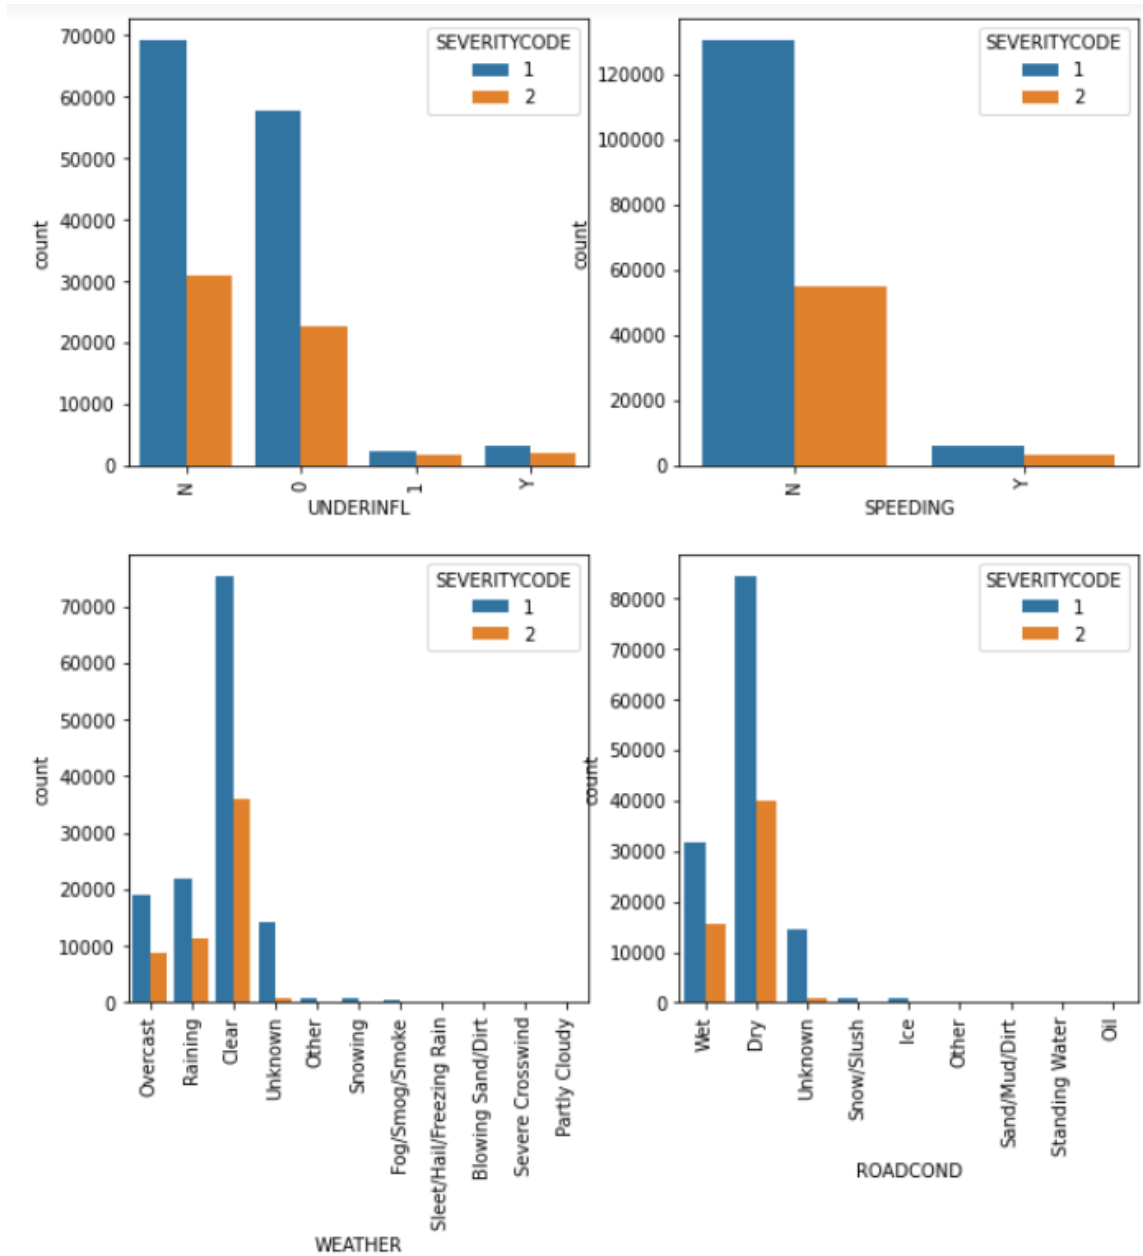 SEVERITYCODE
1
2
70000
60000
50000
40000
30000
20000
10000
0
count
N
0
1
Y
UNDERINFL
SEVERITYCODE
1
2
120000
100000
80000
60000
40000
20000
0
count
N
Y
SPEEDING
SEVERITYCODE
1
2
70000
60000
50000
40000
30000
20000
10000
0
count
Overcast
Raining
Clear
Unknown
Other
Snowing
Fog/Smog/Smoke
Sleet/Hail/Freezing Rain
Blowing Sand/Dirt
Severe Crosswind
Partly Cloudy
WEATHER
SEVERITYCODE
1
2
80000
70000
60000
50000
40000
30000
20000
10000
0
count
Wet
Dry
Unknown
Snow/Slush
Ice
Other
Sand/Mud/Dirt
Standing Water
Oil
ROADCOND